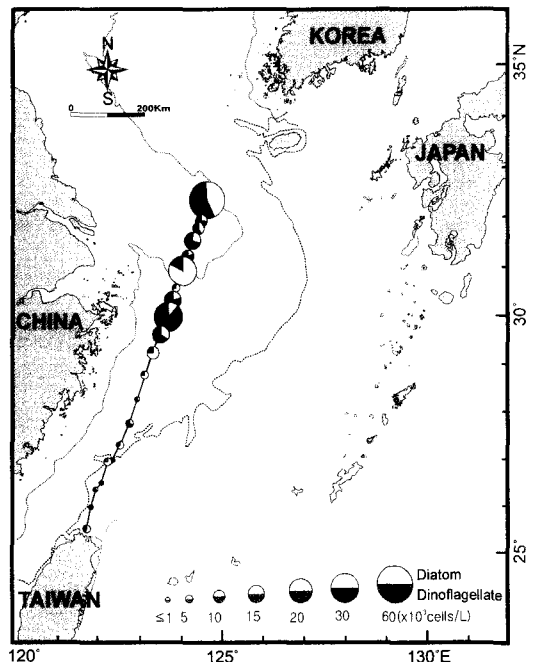 KOREA
N
S
0 200Km
35°N
JAPAN
CHINA
30°
25°
TAIWAN
Diatom
Dinoflagellate
≤1 5 10 15 20 30 60(x10³cells/L)
120° 125° 130°E